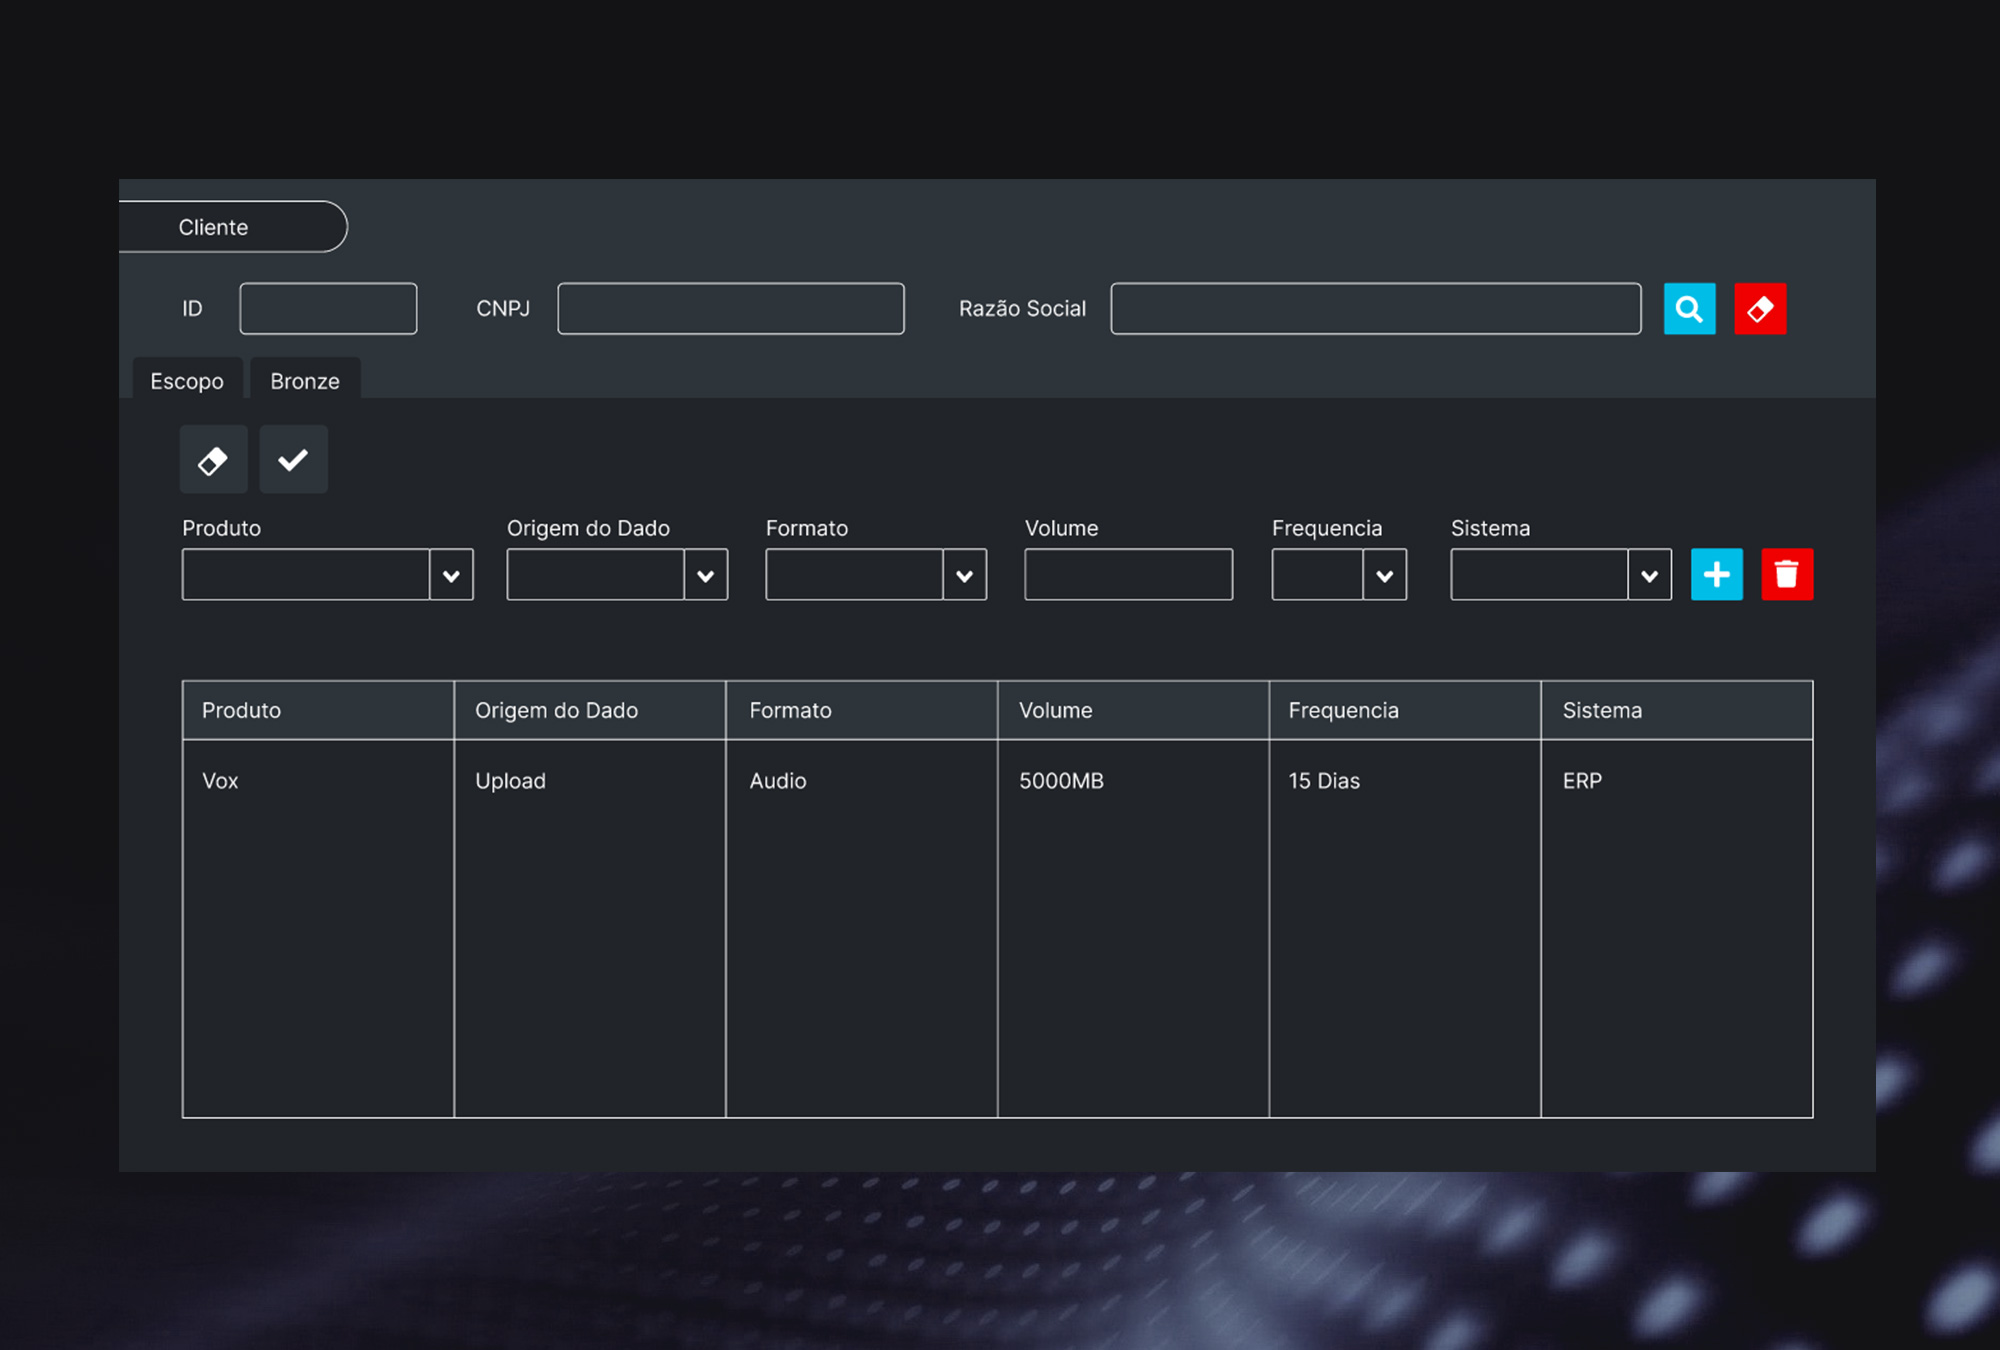 Cliente
ID CNPJ Razão Social
Escopo Bronze
Produto Origem do Dado Formato Volume Frequencia Sistema
Produto Origem do Dado Formato Volume Frequencia Sistema
Vox Upload Audio 5000MB 15 Dias ERP